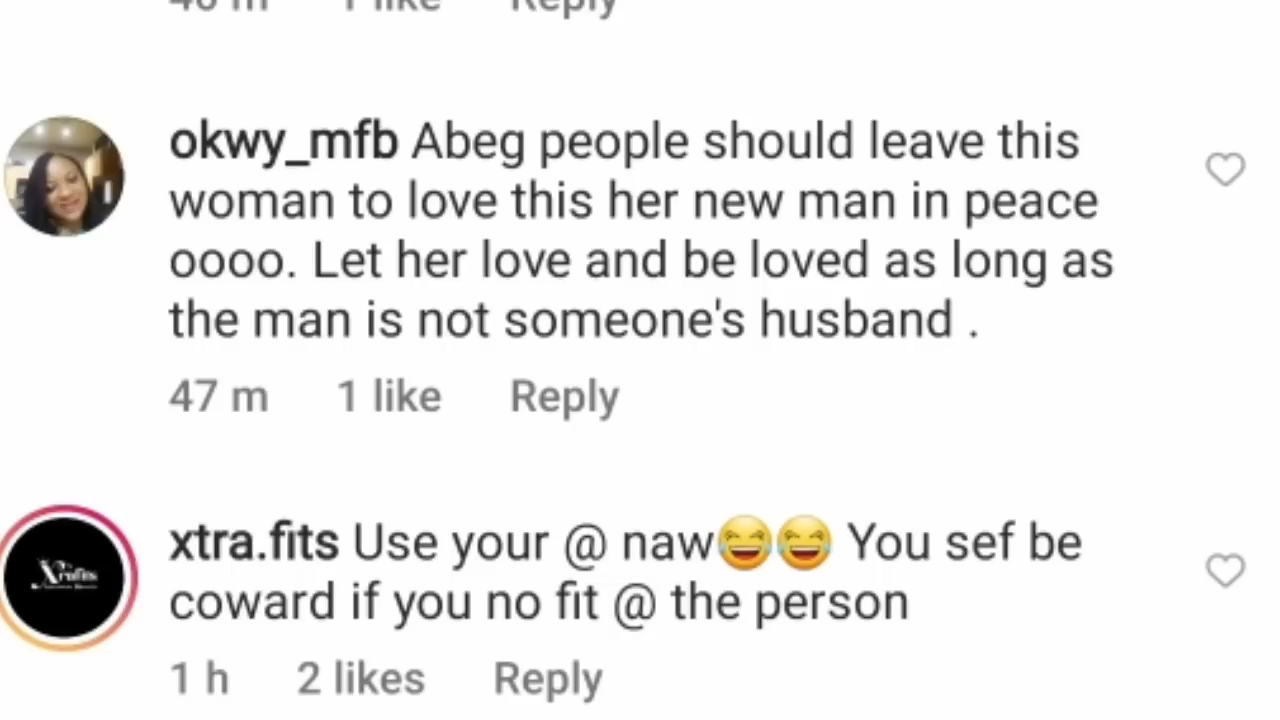 okwy_mfb Abeg people should leave this
woman to love this her new man in peace
oooo. Let her love and be loved as long as
the man is not someone's husband .
47 m 1 like Reply
xtra.fits Use your @ naw😂😂 You sef be
coward if you no fit @ the person
1 h 2 likes Reply